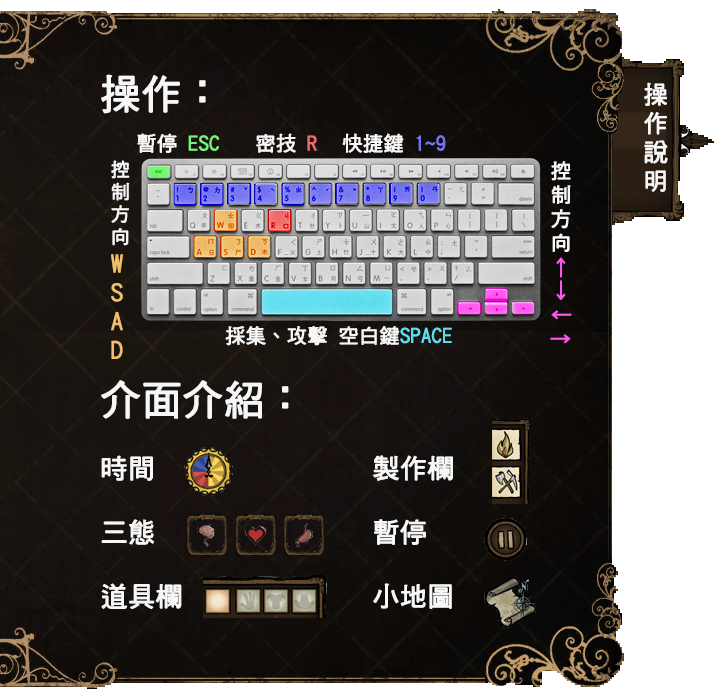 操作：
操作說明
暫停 ESC 密技 R 快捷鍵 1~9
控制方向 W S A D
控制方向 ↑ ↓ ← →
採集、攻擊 空白鍵SPACE
介面介紹：
時間
製作欄
三態
暫停
道具欄
小地圖